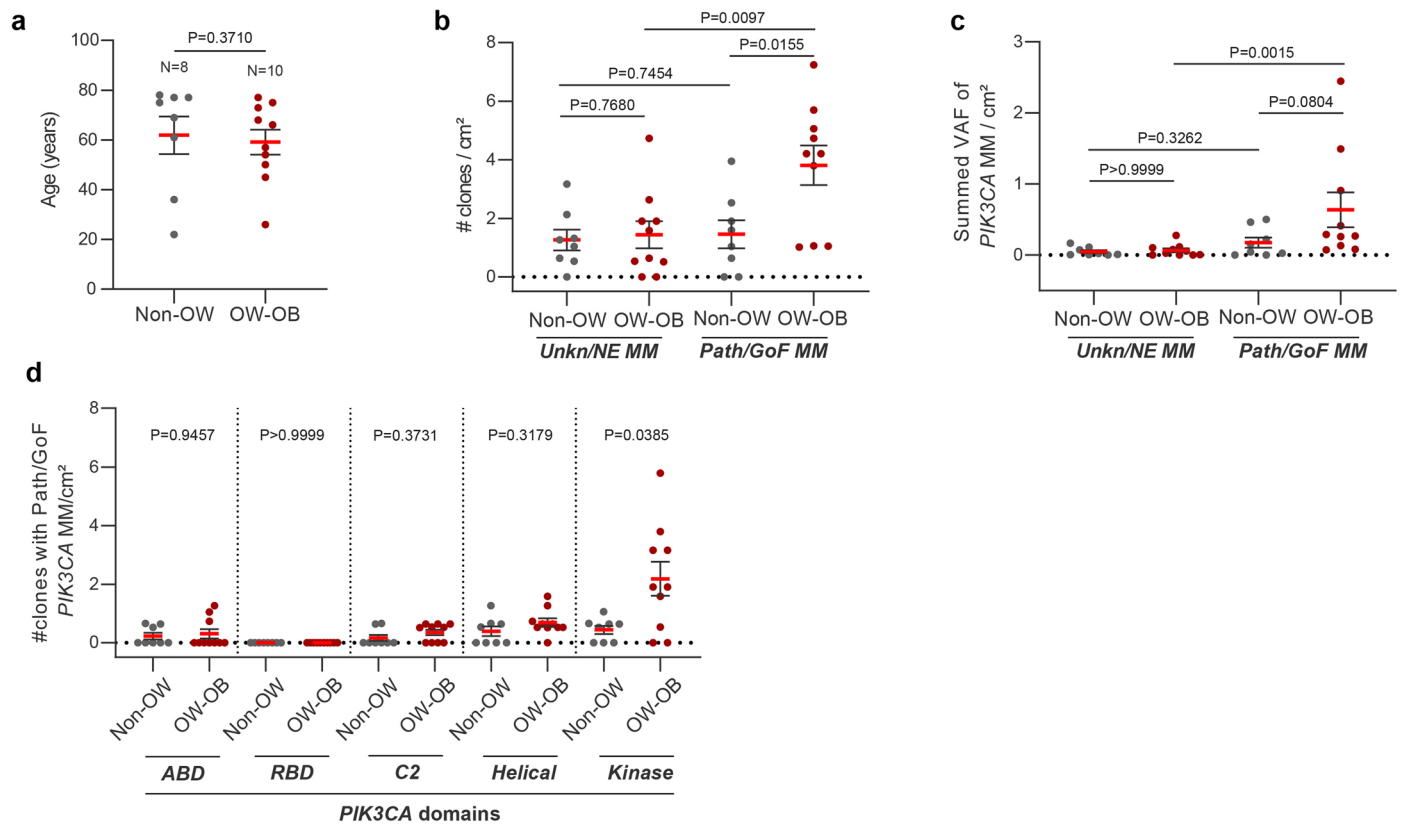 a
P=0.3710
N=8
N=10
100
80
60
40
20
0
Age (years)
Non-OW
OW-OB
b
P=0.0097
P=0.0155
P=0.7454
P=0.7680
8
6
4
2
0
# clones / cm²
Non-OW
OW-OB
Non-OW
OW-OB
Unkn/NE MM
Path/GoF MM
c
P=0.0015
P=0.0804
P=0.3262
P>0.9999
3
2
1
0
Summed VAF of
PIK3CA MM / cm²
Non-OW
OW-OB
Non-OW
OW-OB
Unkn/NE MM
Path/GoF MM
d
8
6
4
2
0
#clones with Path/GoF
PIK3CA MM/cm²
P=0.9457
P>0.9999
P=0.3731
P=0.3179
P=0.0385
Non-OW
OW-OB
Non-OW
OW-OB
Non-OW
OW-OB
Non-OW
OW-OB
Non-OW
OW-OB
ABD
RBD
C2
Helical
Kinase
PIK3CA domains